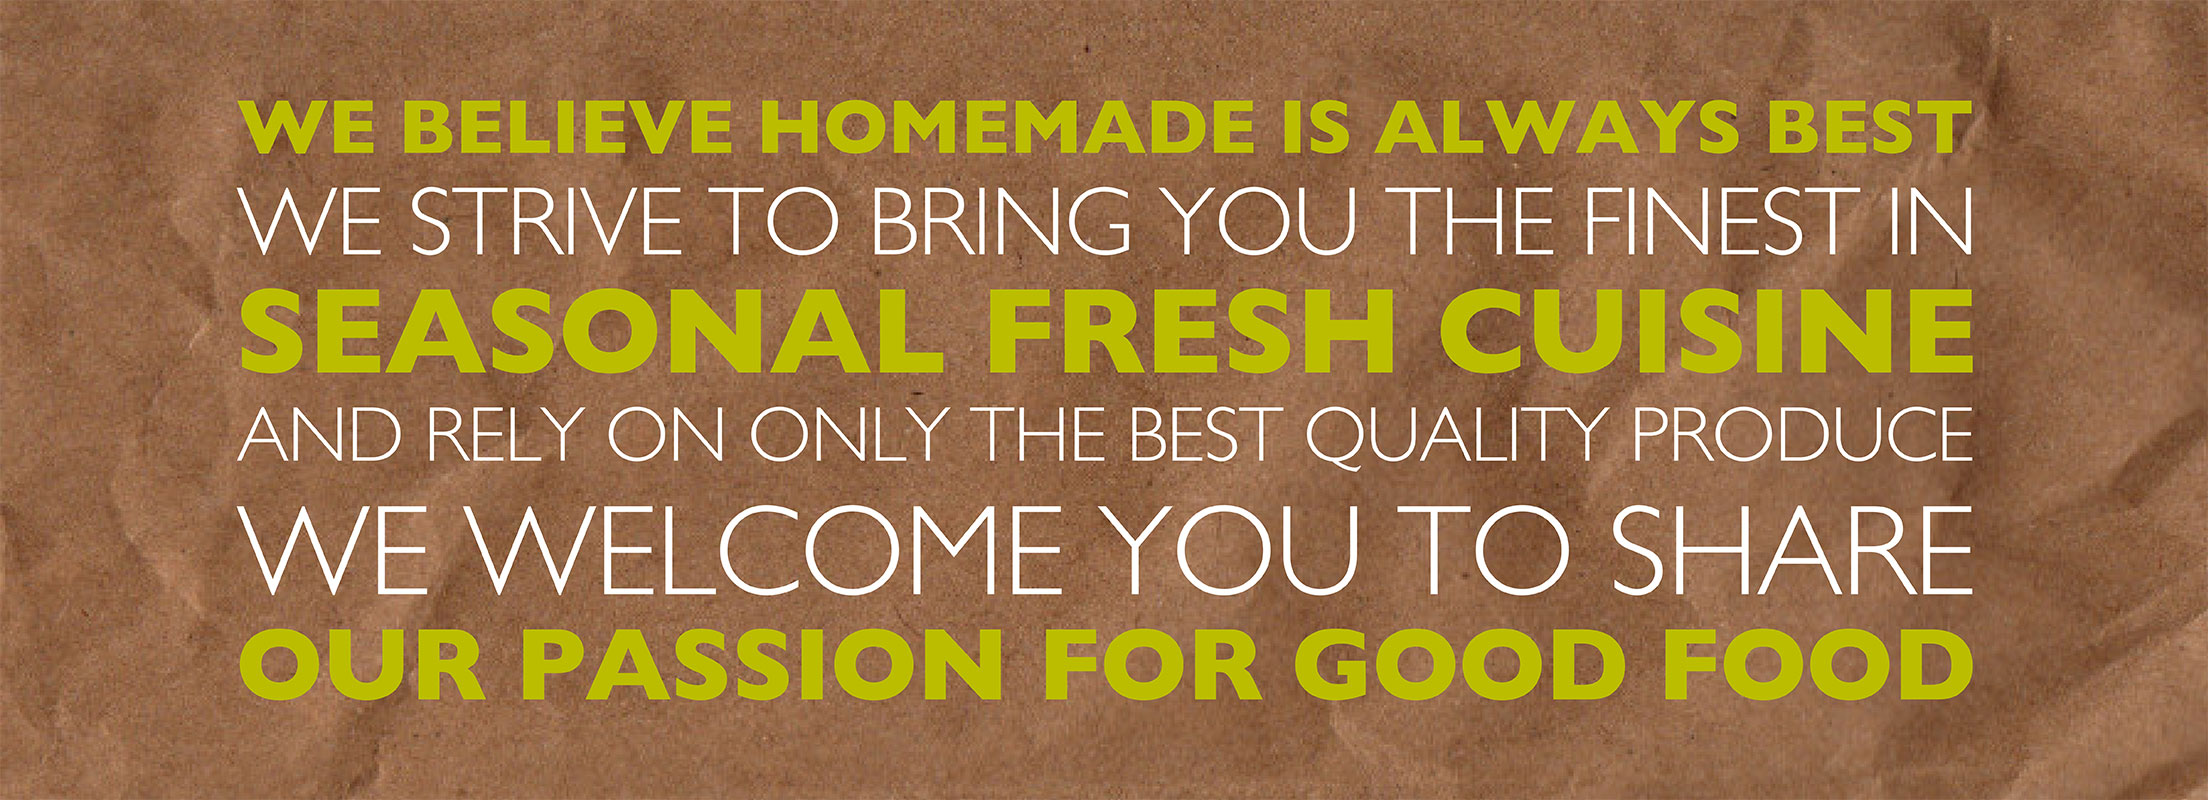 WE BELIEVE HOMEMADE IS ALWAYS BEST
WE STRIVE TO BRING YOU THE FINEST IN
SEASONAL FRESH CUISINE
AND RELY ON ONLY THE BEST QUALITY PRODUCE
WE WELCOME YOU TO SHARE
OUR PASSION FOR GOOD FOOD